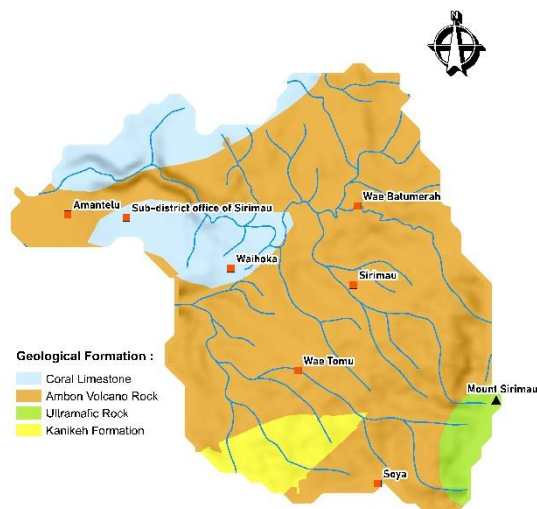 N
Amantelu
Sub-district office of Sirimau
Wae Batumerah
Waihoka
Sirimau
Wae Tomu
Mount Sirimau
Soya
Geological Formation :
Coral Limestone
Ambon Volcano Rock
Ultramafic Rock
Kanikeh Formation